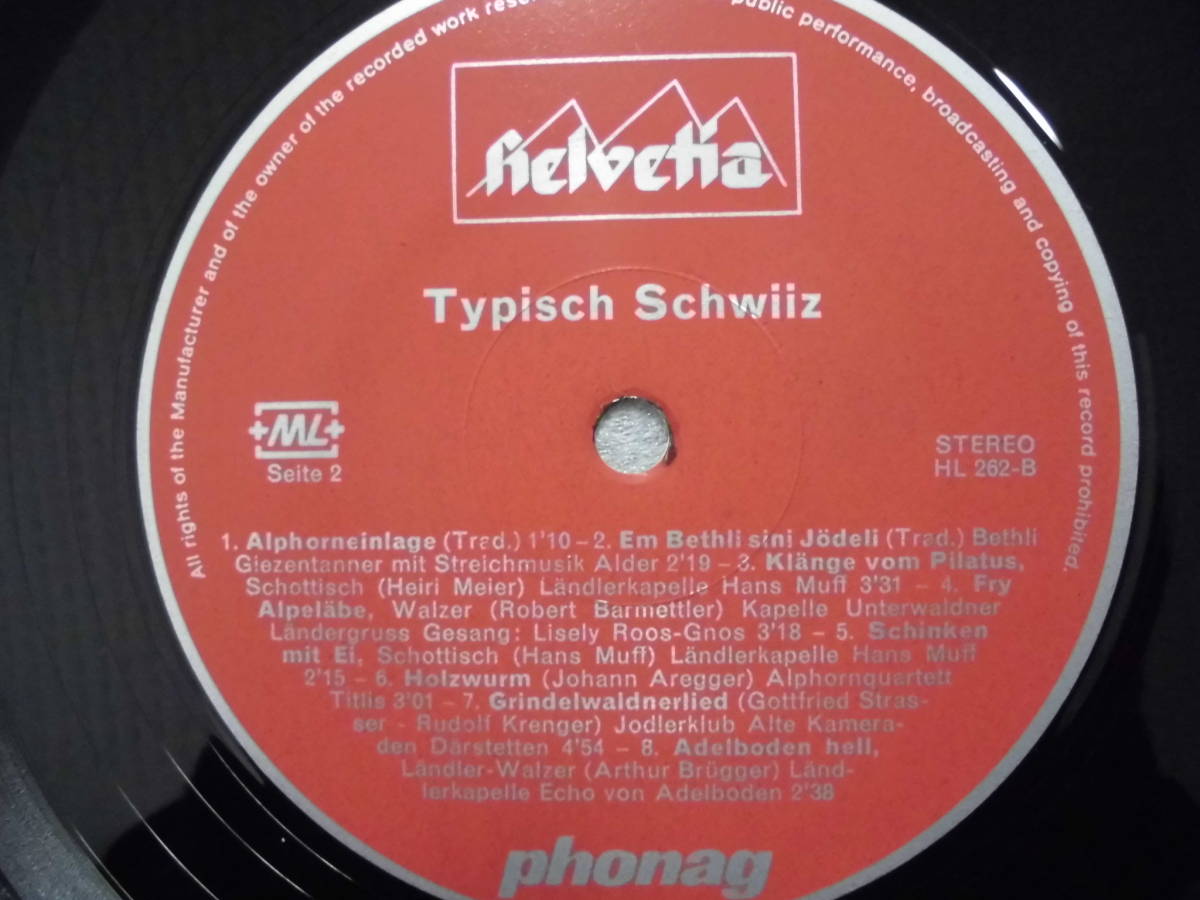 All rights of the Manufacturer and of the owner of the recorded work
public performance, broadcasting and copying of this record prohibited.
helvetia
Typisch Schwiiz
+ML+
Seite 2
STEREO
HL 262-B
1. Alphorneinlage (Trad.) 1'10 – 2. Em Bethli sini Jödeli (Trad.) Bethli
Giezentanner mit Streichmusik Alder 2'19 – 3. Klänge vom Pilatus,
Schottisch (Heiri Meier) Ländlerkapelle Hans Muff 3'31 – 4. Fry
Alpeläbe, Walzer (Robert Barmettler) Kapelle Unterwaldner
Ländergruss Gesang: Lisely Roos-Gnos 3'18 – 5. Schinken
mit Ei, Schottisch (Hans Muff) Ländlerkapelle Hans Muff
2'15 – 6. Holzwurm (Johann Aregger) Alphornquartett
Titlis 3'01 – 7. Grindelwaldnerlied (Gottfried Stras-
ser - Rudolf Krenger) Jodlerklub Alte Kamera-
den Därstetten 4'54 – 8. Adelboden hell,
Ländler-Walzer (Arthur Brügger) Länd-
lerkapelle Echo von Adelboden 2'38
phonag